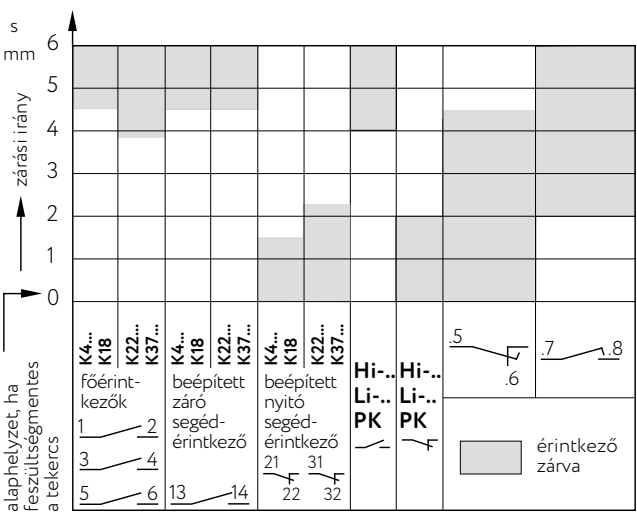 s
mm
6
5
4
3
2
1
0
zárási irány
alaphelyzet, ha
feszültségmentes
a tekercs
K4...
K18
K22...
K37...
K4...
K18
K22...
K37...
K4...
K18
K22...
K37...
főérint-
kezők
1 2
3 4
5 6
beépített
záró
segéd-
érintkező
13 14
beépített
nyitó
segéd-
érintkező
21 31
22 32
Hi-..
Li-..
PK
Hi-..
Li-..
PK
.5
.6
.7 .8
érintkező
zárva